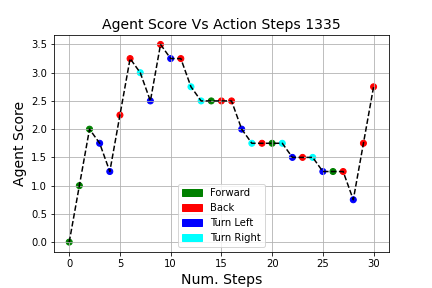 Agent Score Vs Action Steps 1335
Agent Score
3.5
3.0
2.5
2.0
1.5
1.0
0.5
0.0
Forward
Back
Turn Left
Turn Right
0 5 10 15 20 25 30
Num. Steps